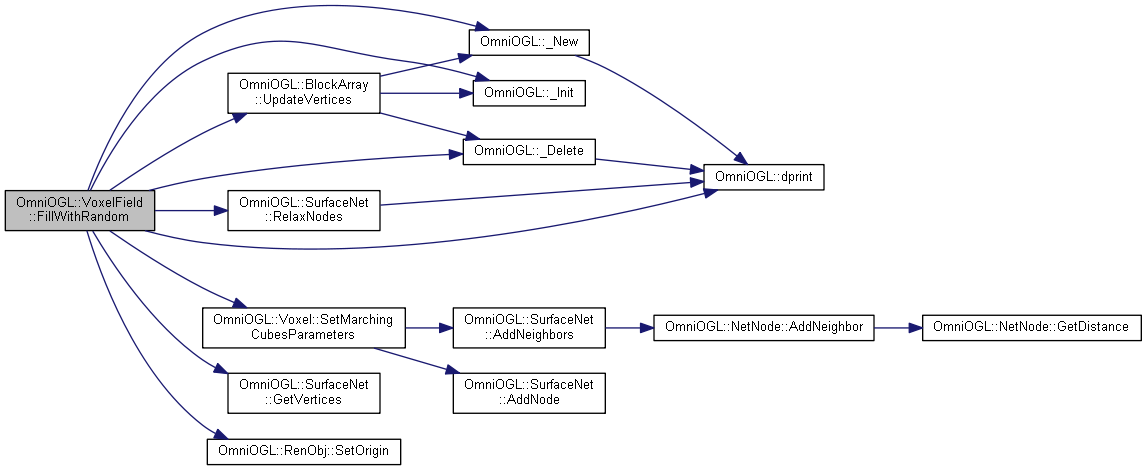 OmniOGL::VoxelField
::FillWithRandom
OmniOGL::_New
OmniOGL::BlockArray
::UpdateVertices
OmniOGL::_Init
OmniOGL::_Delete
OmniOGL::dprint
OmniOGL::SurfaceNet
::RelaxNodes
OmniOGL::Voxel::SetMarching
CubesParameters
OmniOGL::SurfaceNet
::AddNeighbors
OmniOGL::NetNode::AddNeighbor
OmniOGL::NetNode::GetDistance
OmniOGL::SurfaceNet
::GetVertices
OmniOGL::SurfaceNet
::AddNode
OmniOGL::RenObj::SetOrigin